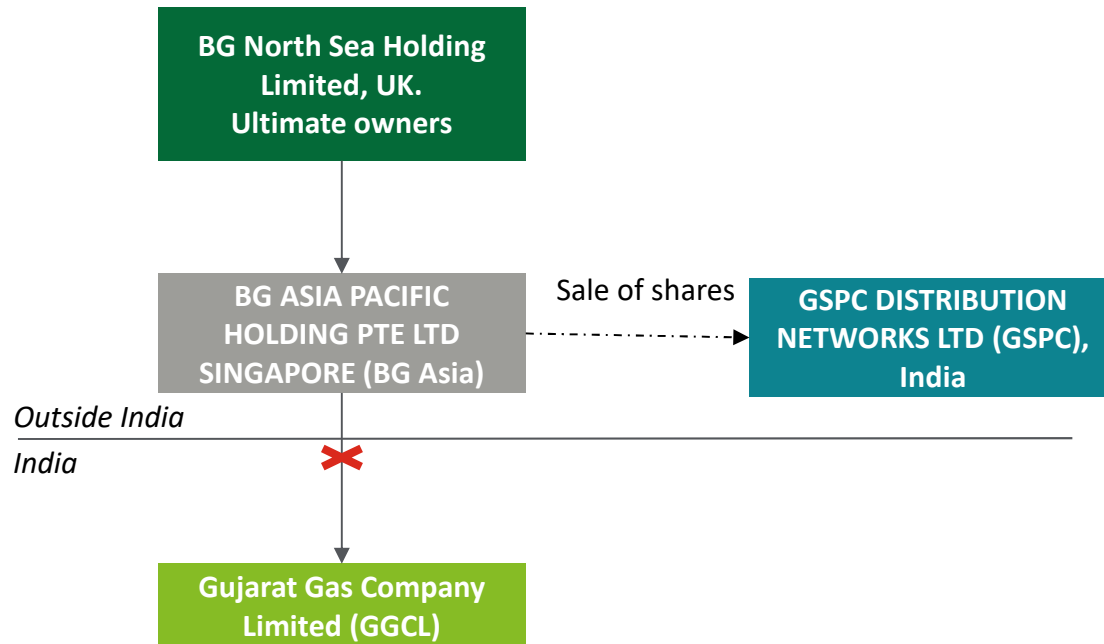 BG North Sea Holding
Limited, UK.
Ultimate owners
BG ASIA PACIFIC
HOLDING PTE LTD
SINGAPORE (BG Asia)
Sale of shares
GSPC DISTRIBUTION
NETWORKS LTD (GSPC),
India
Outside India
India
Gujarat Gas Company
Limited (GGCL)